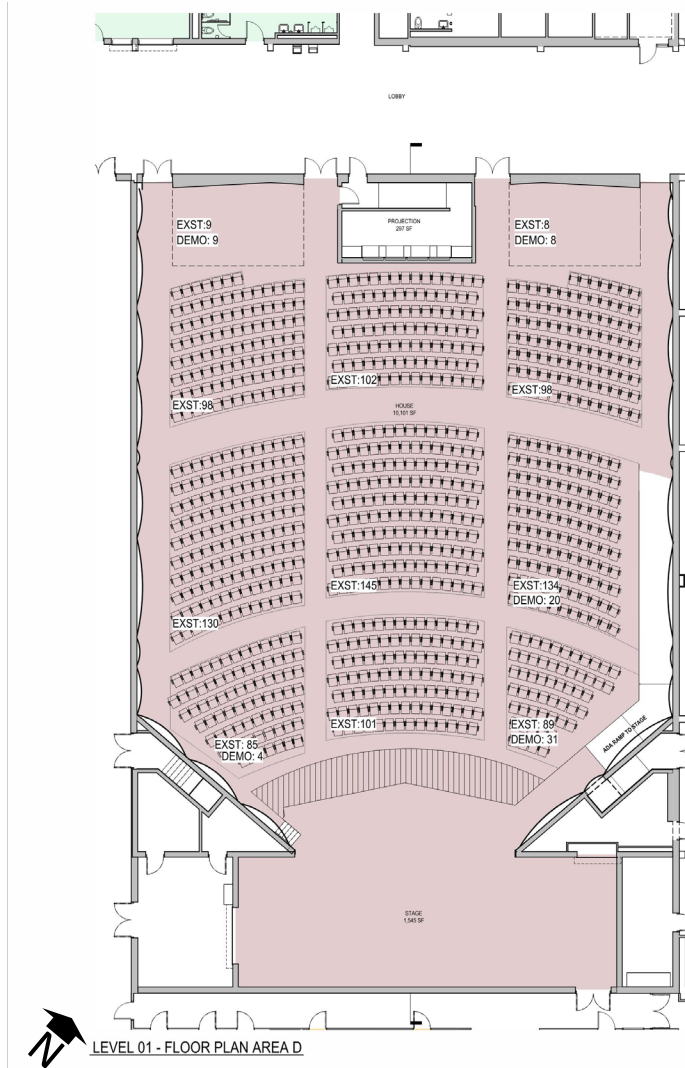 LOBBY
EXST:9
DEMO: 9
PROJECTION
297 SF
EXST:8
DEMO: 8
EXST:98
EXST:102
EXST:98
HOUSE
10,101 SF
EXST:130
EXST:145
EXST:134
DEMO: 20
EXST: 85
DEMO: 4
EXST:101
EXST: 89
DEMO: 31
ADA RAMP TO STAGE
STAGE
1,545 SF
N
LEVEL 01 - FLOOR PLAN AREA D